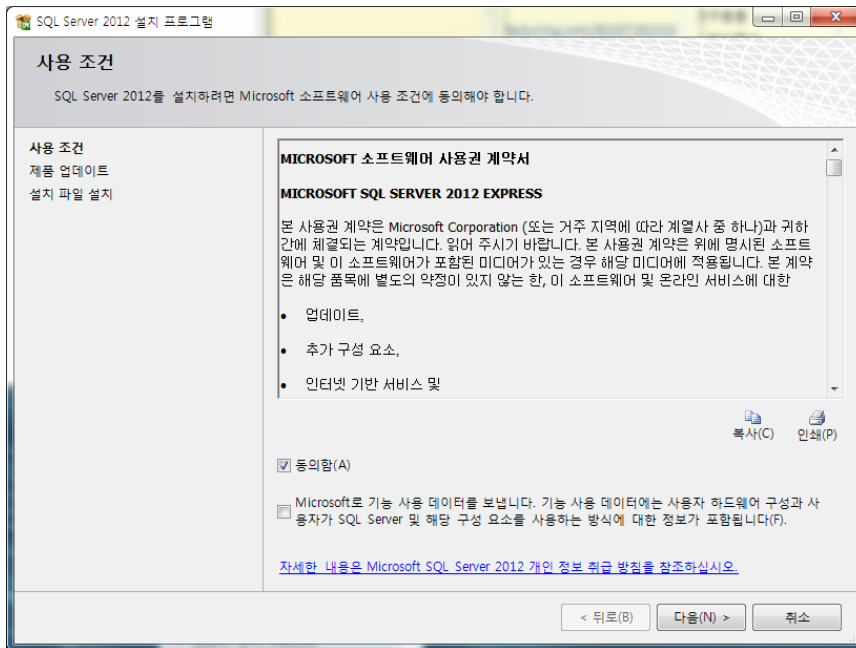 SQL Server 2012 설치 프로그램
사용 조건
SQL Server 2012를 설치하려면 Microsoft 소프트웨어 사용 조건에 동의해야 합니다.
사용 조건
제품 업데이트
설치 파일 설치
MICROSOFT 소프트웨어 사용권 계약서
MICROSOFT SQL SERVER 2012 EXPRESS
본 사용권 계약은 Microsoft Corporation (또는 거주 지역에 따라 계열사 중 하나)과 귀하
간에 체결되는 계약입니다. 읽어 주시기 바랍니다. 본 사용권 계약은 위에 명시된 소프트
웨어 및 이 소프트웨어가 포함된 미디어가 있는 경우 해당 미디어에 적용됩니다. 본 계약
은 해당 품목에 별도의 약정이 있지 않는 한, 이 소프트웨어 및 온라인 서비스에 대한
• 업데이트,
• 추가 구성 요소,
• 인터넷 기반 서비스 및
복사(C) 인쇄(P)
동의함(A)
Microsoft로 기능 사용 데이터를 보냅니다. 기능 사용 데이터에는 사용자 하드웨어 구성과 사
용자가 SQL Server 및 해당 구성 요소를 사용하는 방식에 대한 정보가 포함됩니다(F).
자세한 내용은 Microsoft SQL Server 2012 개인 정보 취급 방침을 참조하십시오.
< 뒤로(B) 다음(N) > 취소